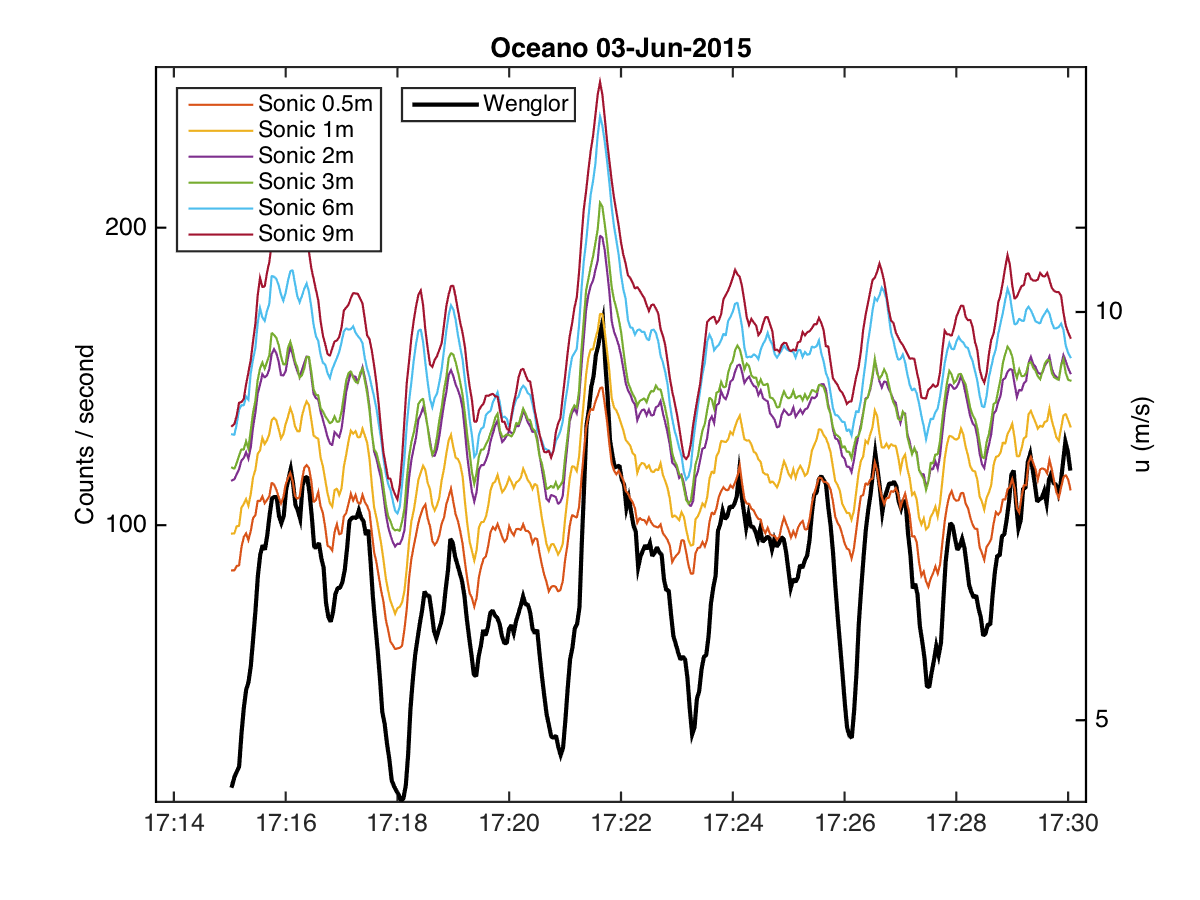 Oceano 03-Jun-2015
Sonic 0.5m
Sonic 1m
Sonic 2m
Sonic 3m
Sonic 6m
Sonic 9m
Wenglor
200
100
Counts / second
10
5
u (m/s)
17:14 17:16 17:18 17:20 17:22 17:24 17:26 17:28 17:30